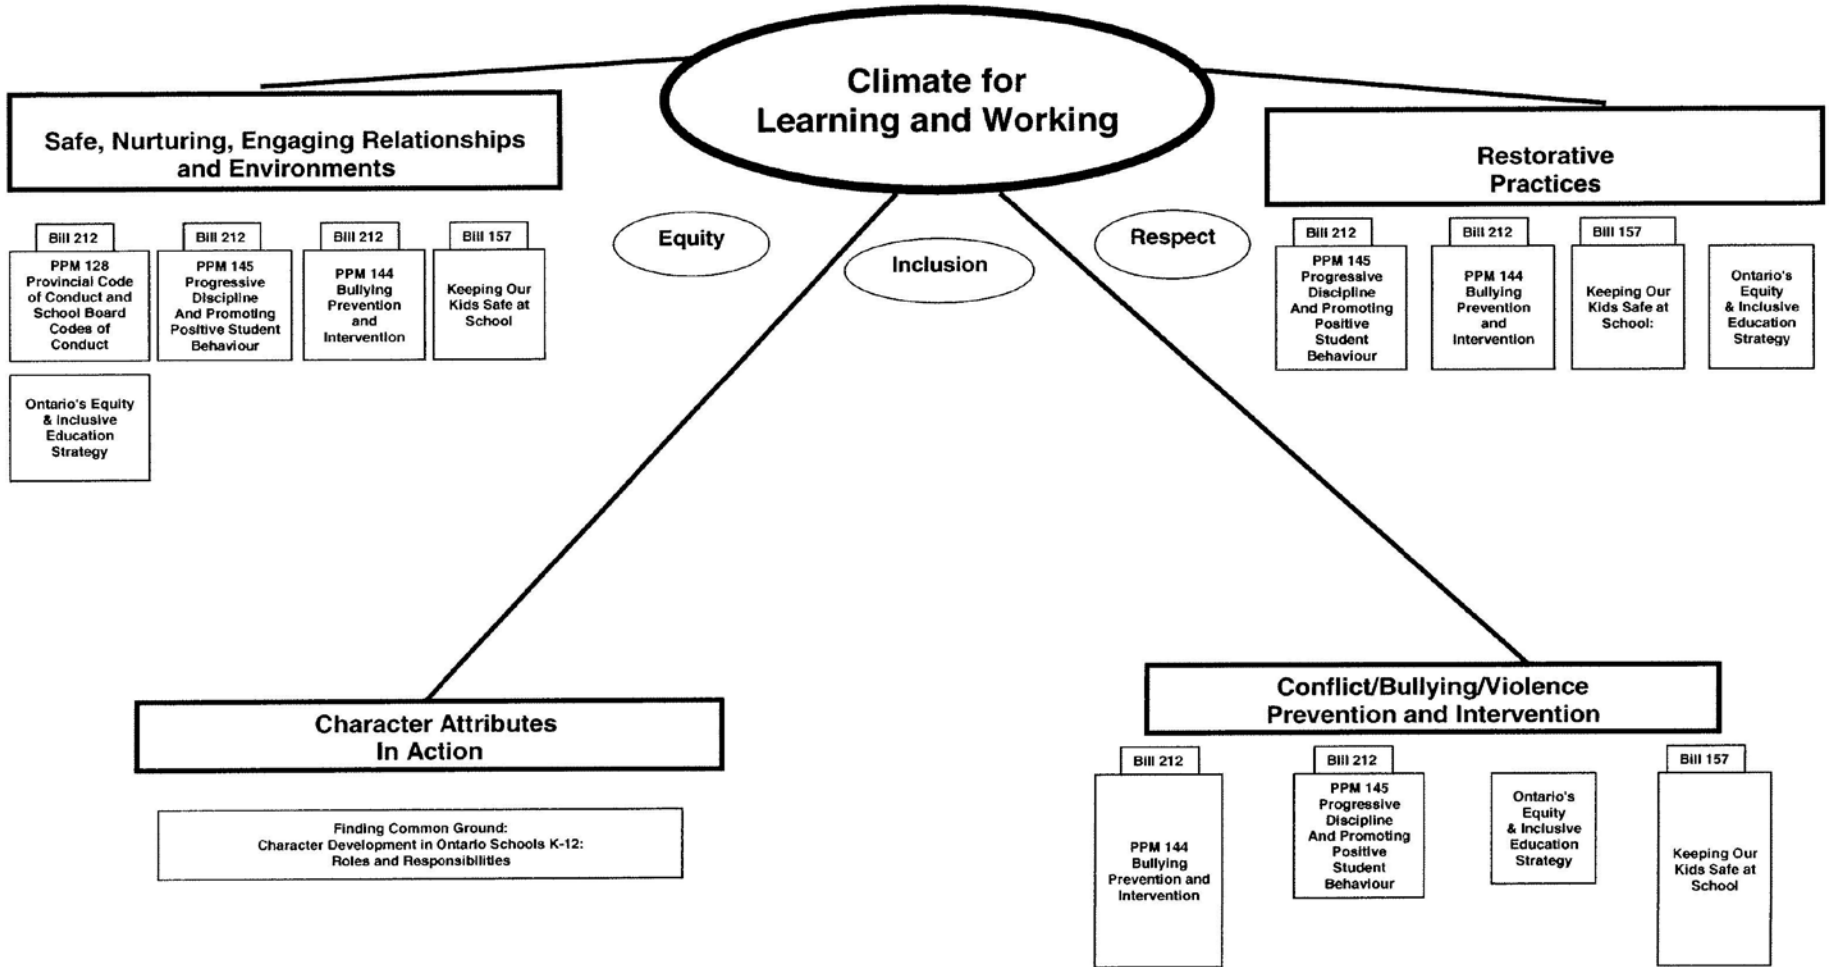 Climate for
Learning and Working
Safe, Nurturing, Engaging Relationships
and Environments
Bill 212
PPM 128
Provincial Code
of Conduct and
School Board
Codes of
Conduct
Bill 212
PPM 145
Progressive
Discipline
And Promoting
Positive Student
Behaviour
Bill 212
PPM 144
Bullying
Prevention
and
Intervention
Bill 157
Keeping Our
Kids Safe at
School
Ontario's Equity
& Inclusive
Education
Strategy
Equity
Inclusion
Respect
Restorative
Practices
Bill 212
PPM 145
Progressive
Discipline
And Promoting
Positive
Student
Behaviour
Bill 212
PPM 144
Bullying
Prevention
and
Intervention
Bill 157
Keeping Our
Kids Safe at
School:
Ontario's
Equity
& Inclusive
Education
Strategy
Character Attributes
In Action
Finding Common Ground:
Character Development in Ontario Schools K-12:
Roles and Responsibilities
Conflict/Bullying/Violence
Prevention and Intervention
Bill 212
PPM 144
Bullying
Prevention and
Intervention
Bill 212
PPM 145
Progressive
Discipline
And Promoting
Positive
Student
Behaviour
Ontario's
Equity
& Inclusive
Education
Strategy
Bill 157
Keeping Our
Kids Safe at
School